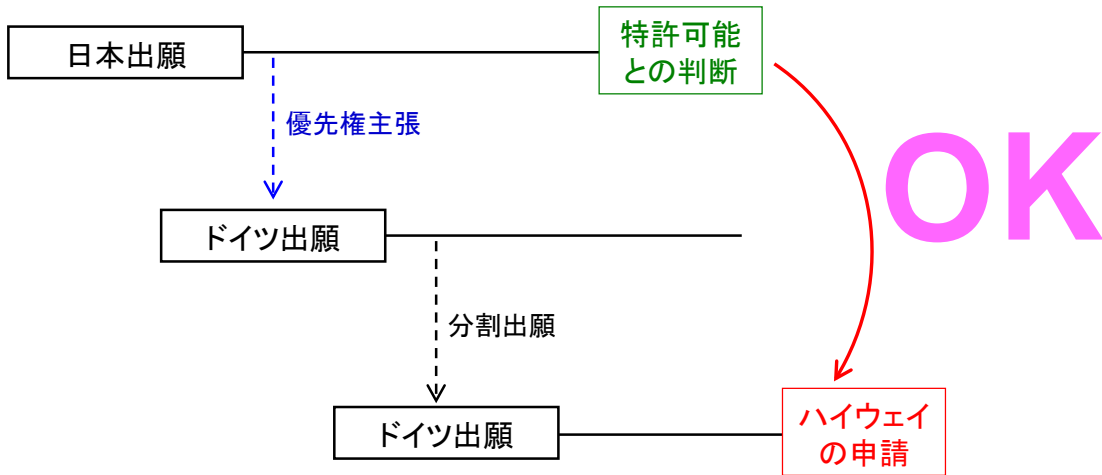 日本出願
特許可能
との判断
優先権主張
OK
ドイツ出願
分割出願
ドイツ出願
ハイウェイ
の申請